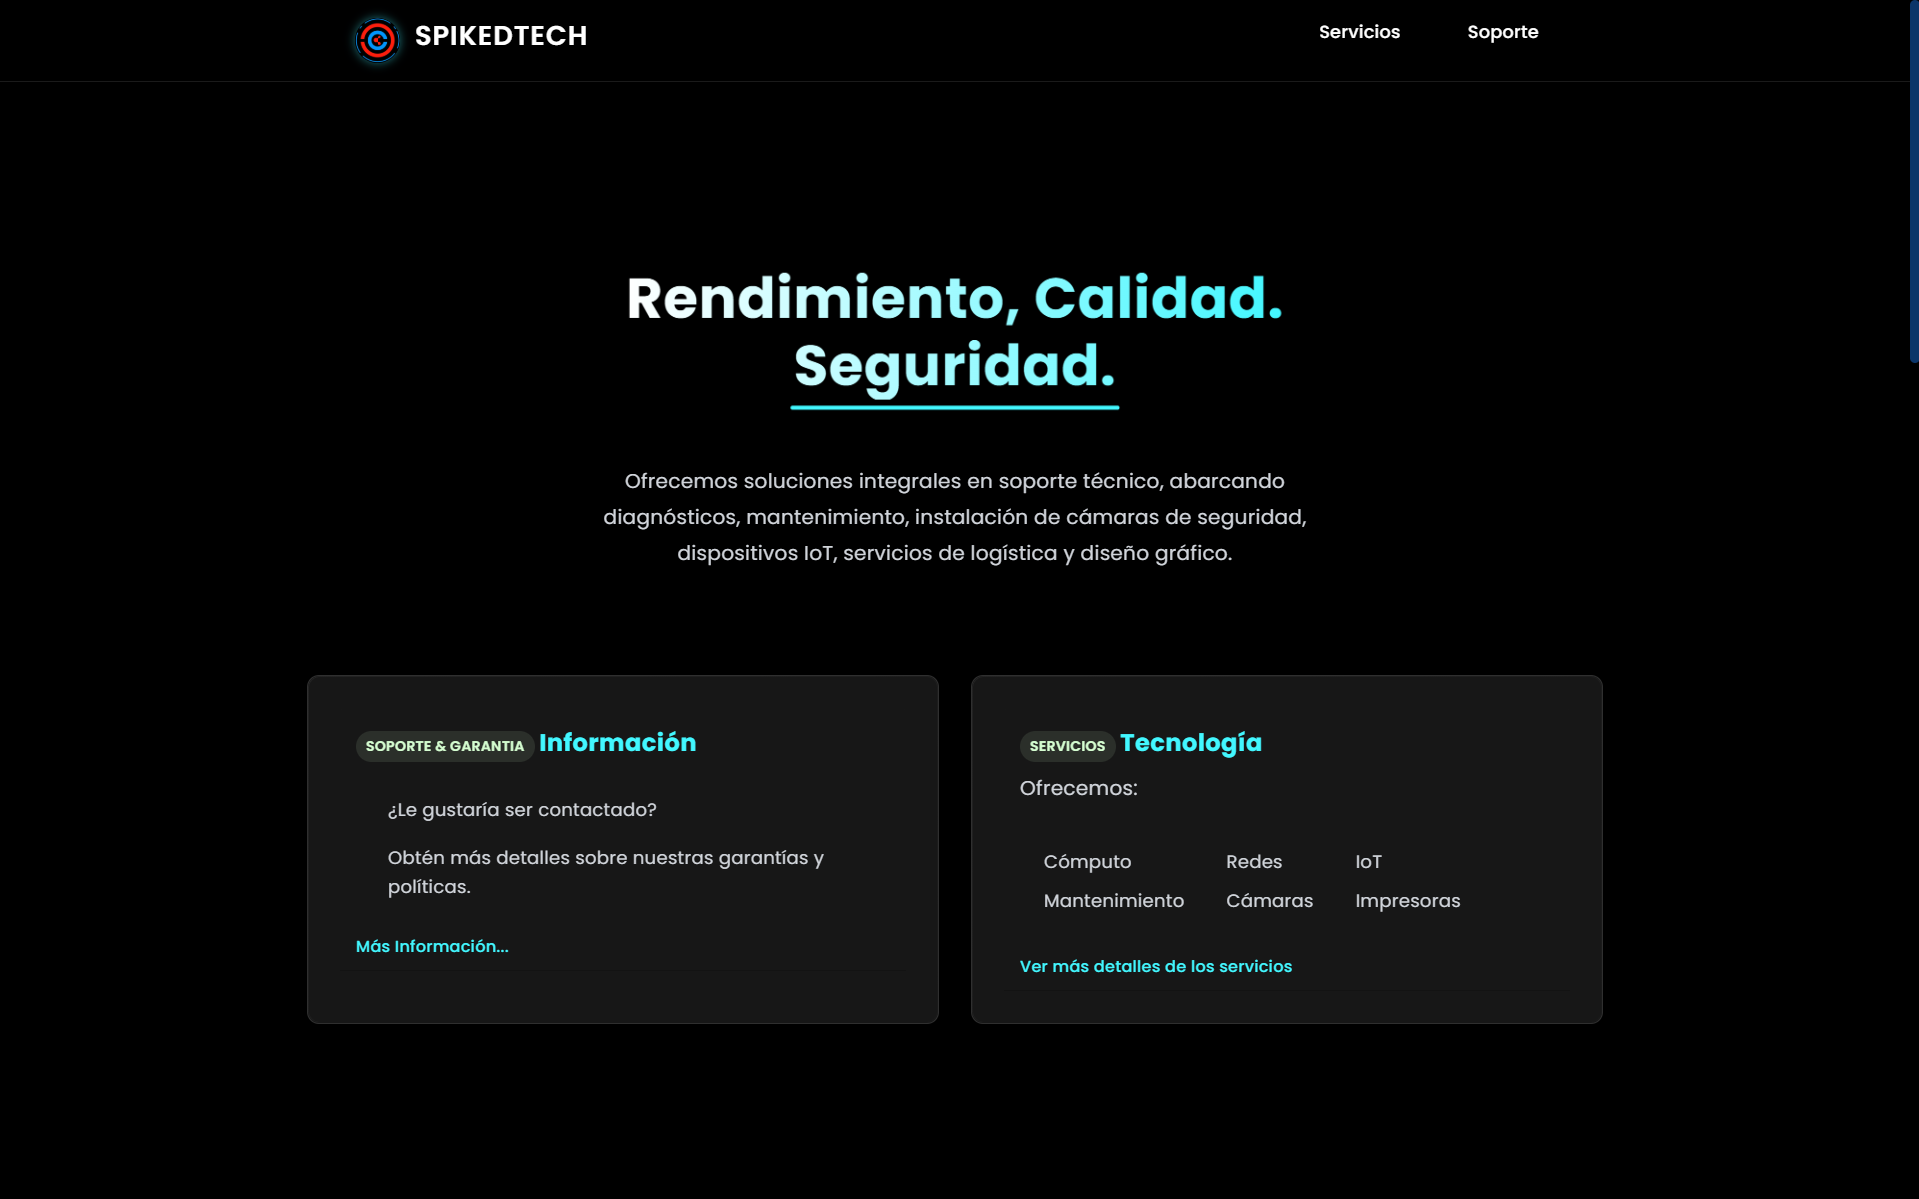 SPIKEDTECH
Servicios
Soporte
Rendimiento, Calidad.
Seguridad.
Ofrecemos soluciones integrales en soporte técnico, abarcando
diagnósticos, mantenimiento, instalación de cámaras de seguridad,
dispositivos IoT, servicios de logística y diseño gráfico.
SOPORTE & GARANTIA Información
¿Le gustaría ser contactado?
Obtén más detalles sobre nuestras garantías y
políticas.
Más Información...
SERVICIOS Tecnología
Ofrecemos:
Cómputo Redes IoT
Mantenimiento Cámaras Impresoras
Ver más detalles de los servicios